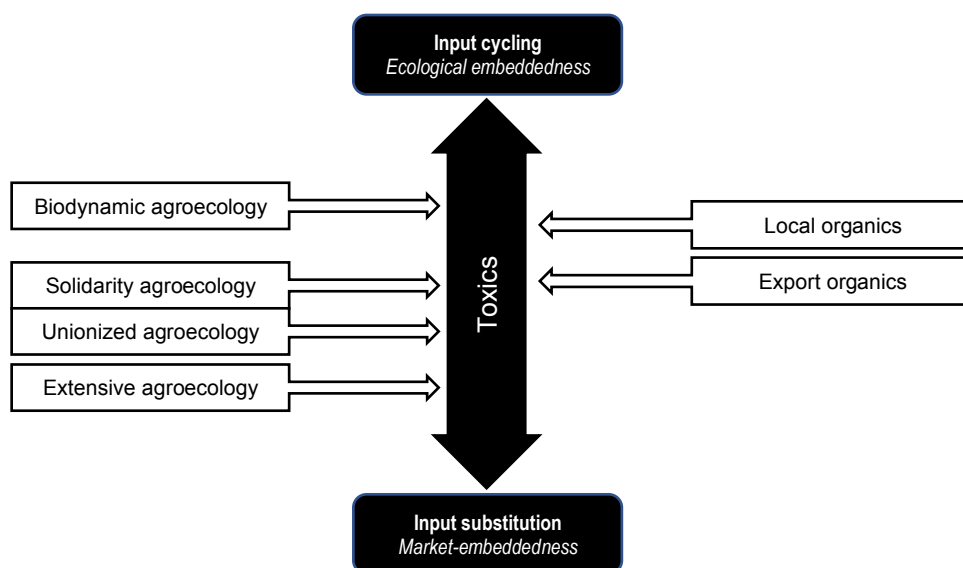 Input cycling
Ecological embeddedness
Biodynamic agroecology
Solidarity agroecology
Unionized agroecology
Extensive agroecology
Toxics
Local organics
Export organics
Input substitution
Market-embeddedness